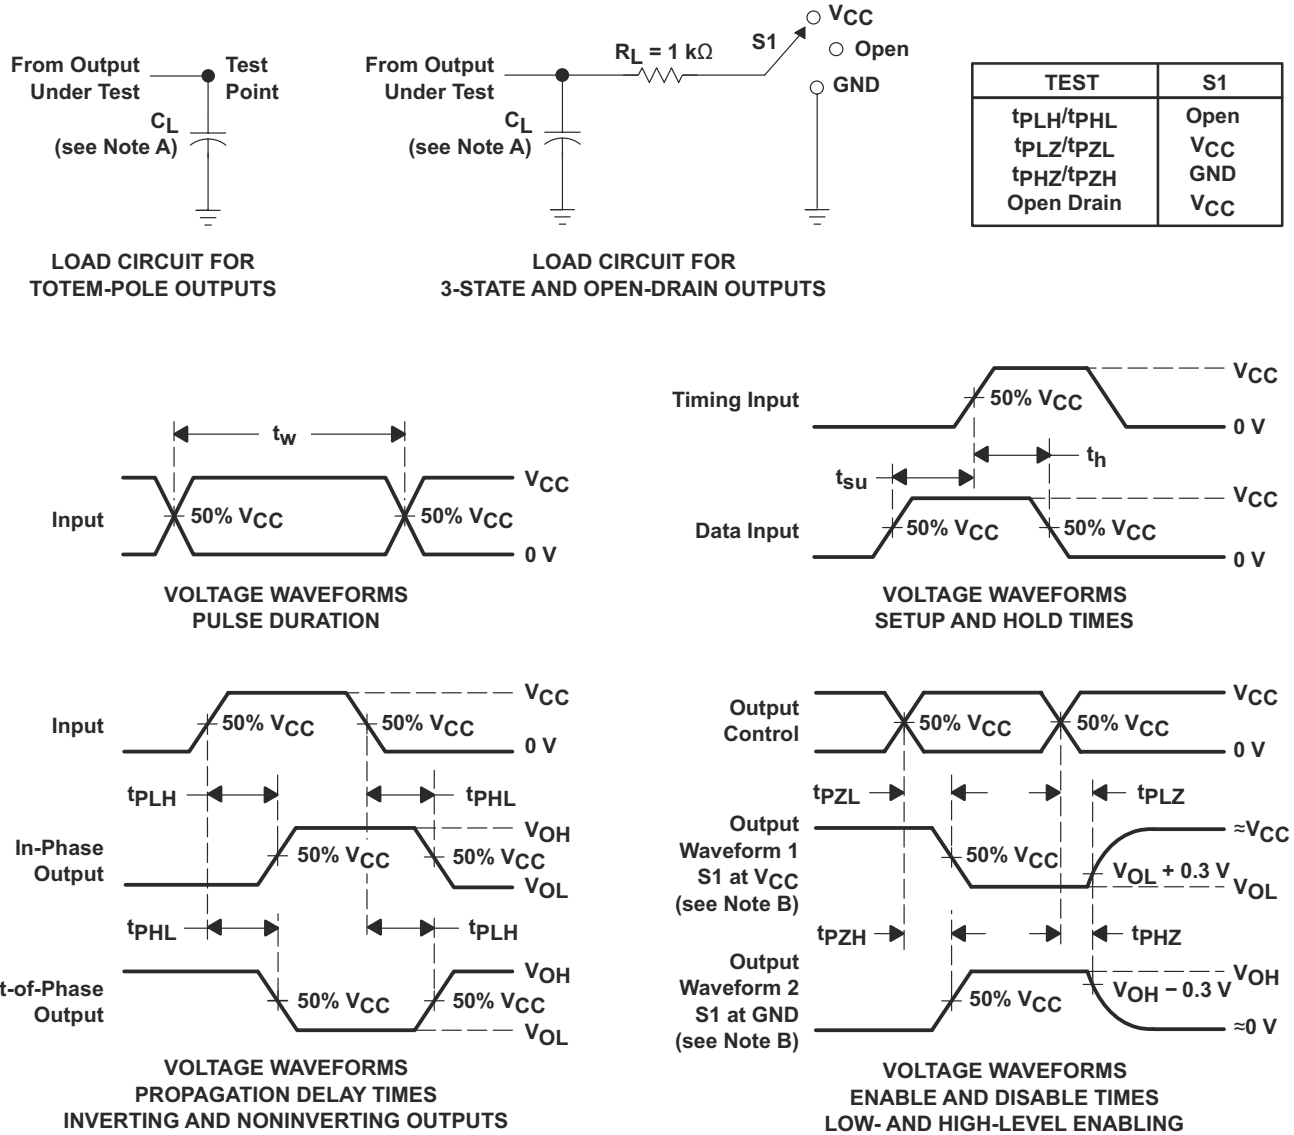 From Output
Under Test
Test
Point
CL
(see Note A)
LOAD CIRCUIT FOR
TOTEM-POLE OUTPUTS
From Output
Under Test
RL = 1 kΩ
S1
VCC
Open
GND
CL
(see Note A)
LOAD CIRCUIT FOR
3-STATE AND OPEN-DRAIN OUTPUTS
TEST S1
tPLH/tPHL Open
tPLZ/tPZL VCC
tPHZ/tPZH GND
Open Drain VCC
tw
Input
50% VCC
50% VCC
VCC
0 V
VOLTAGE WAVEFORMS
PULSE DURATION
Timing Input
50% VCC
VCC
0 V
tsu
th
Data Input
50% VCC
50% VCC
VCC
0 V
VOLTAGE WAVEFORMS
SETUP AND HOLD TIMES
Input
50% VCC
50% VCC
VCC
0 V
tPLH
tPHL
In-Phase
Output
50% VCC
50% VCC
VOH
VOL
tPHL
tPLH
t-of-Phase
Output
50% VCC
50% VCC
VOH
VOL
VOLTAGE WAVEFORMS
PROPAGATION DELAY TIMES
INVERTING AND NONINVERTING OUTPUTS
Output
Control
50% VCC
50% VCC
VCC
0 V
tPZL
tPLZ
Output
Waveform 1
S1 at VCC
(see Note B)
50% VCC
VOL + 0.3 V
≈VCC
VOL
tPZH
tPHZ
Output
Waveform 2
S1 at GND
(see Note B)
50% VCC
VOH − 0.3 V
VOH
≈0 V
VOLTAGE WAVEFORMS
ENABLE AND DISABLE TIMES
LOW- AND HIGH-LEVEL ENABLING